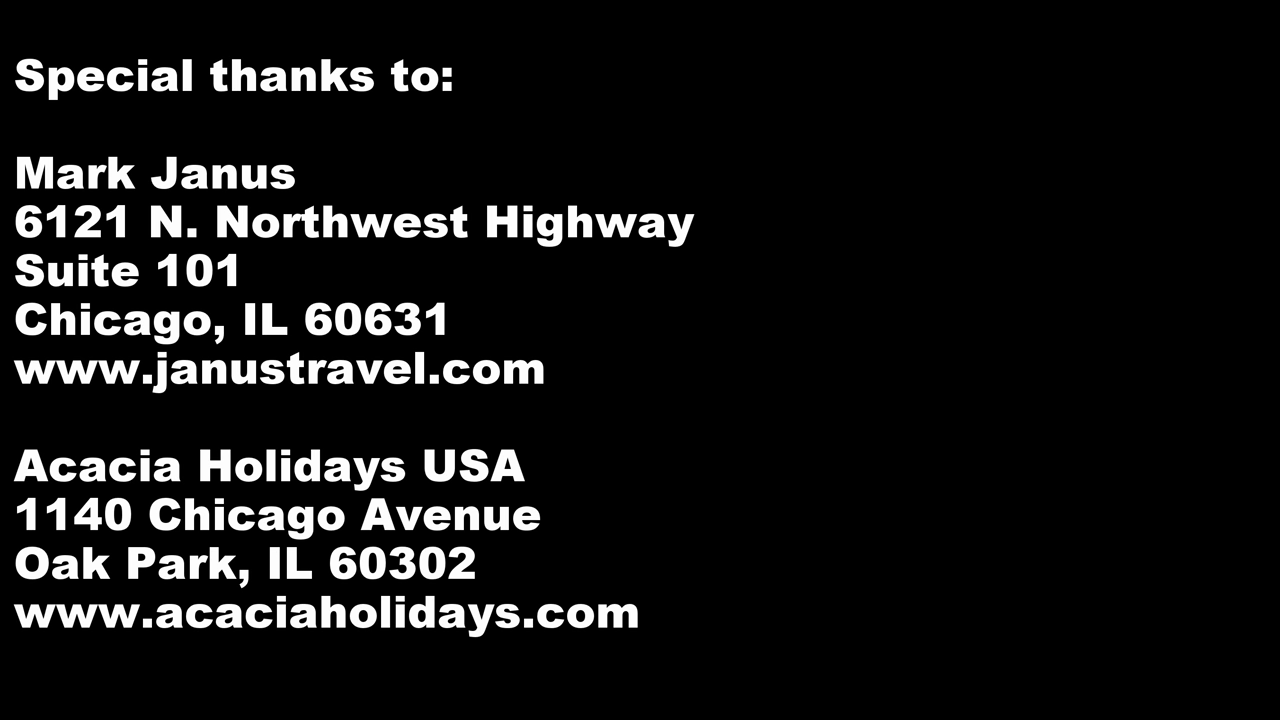 Special thanks to:
Mark Janus
6121 N. Northwest Highway
Suite 101
Chicago, IL 60631
www.janustravel.com
Acacia Holidays USA
1140 Chicago Avenue
Oak Park, IL 60302
www.acaciaholidays.com